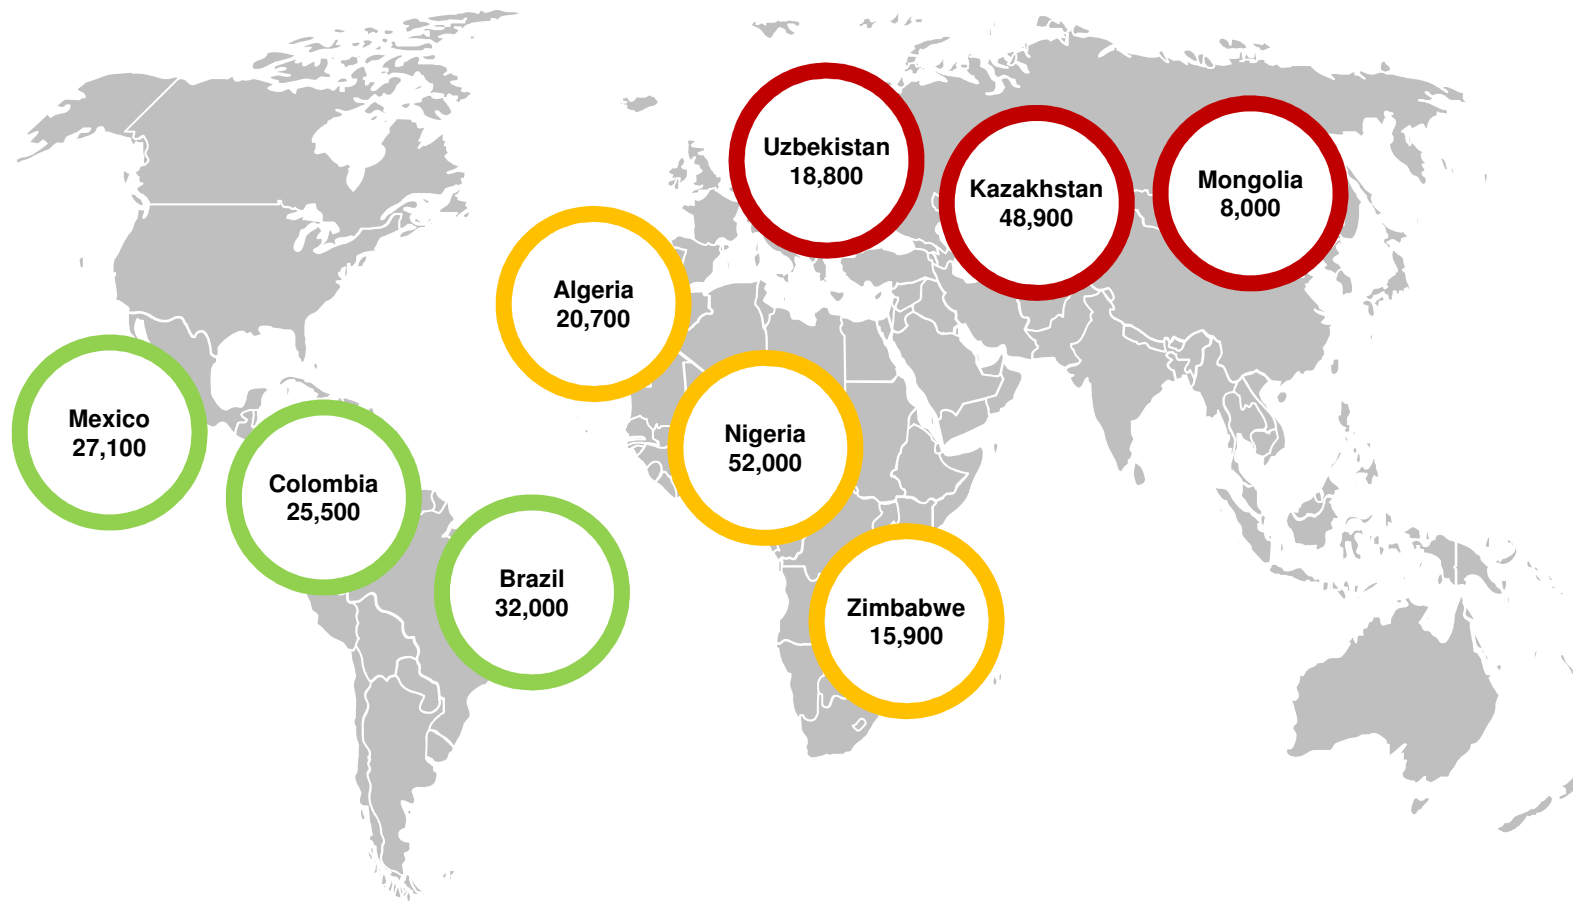 Uzbekistan
18,800
Kazakhstan
48,900
Mongolia
8,000
Algeria
20,700
Mexico
27,100
Nigeria
52,000
Colombia
25,500
Brazil
32,000
Zimbabwe
15,900